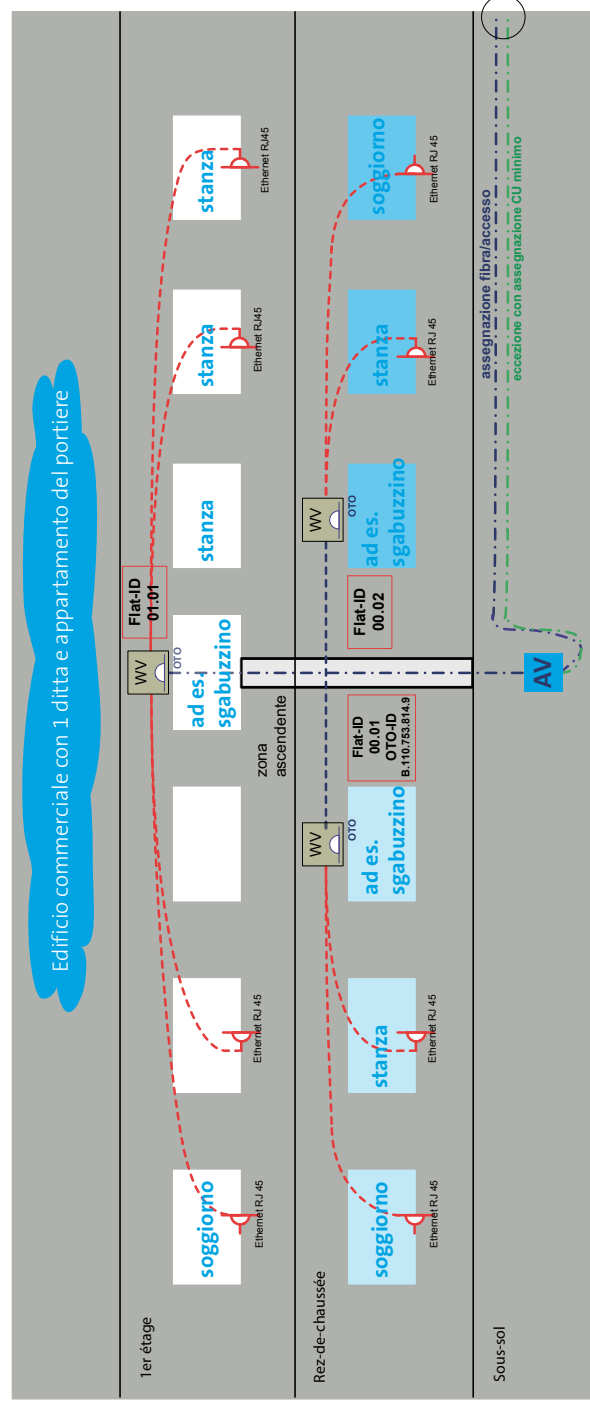 Edificio commerciale con 1 ditta e appartamento del portiere
1er étage
soggiorno
Ethernet RJ 45
Ethernet RJ 45
WV
OTO
Flat-ID
01.01
ad es.
sgabuzzino
stanza
stanza
Ethernet RJ45
stanza
Ethernet RJ45
zona
ascendente
Rez-de-chaussée
soggiorno
Ethernet RJ 45
stanza
Ethernet RJ 45
WV
OTO
ad es.
sgabuzzino
Flat-ID
00.01
OTO-ID
B.110.753.814.9
Flat-ID
00.02
WV
OTO
ad es.
sgabuzzino
stanza
Ethernet RJ 45
soggiorno
Ethernet RJ 45
Sous-sol
AV
assegnazione fibra/accesso
eccezione con assegnazione CU minimo